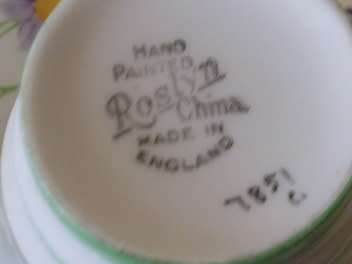 HAND
PAINTED
Roslyn
China
MADE IN
ENGLAND
7851
C